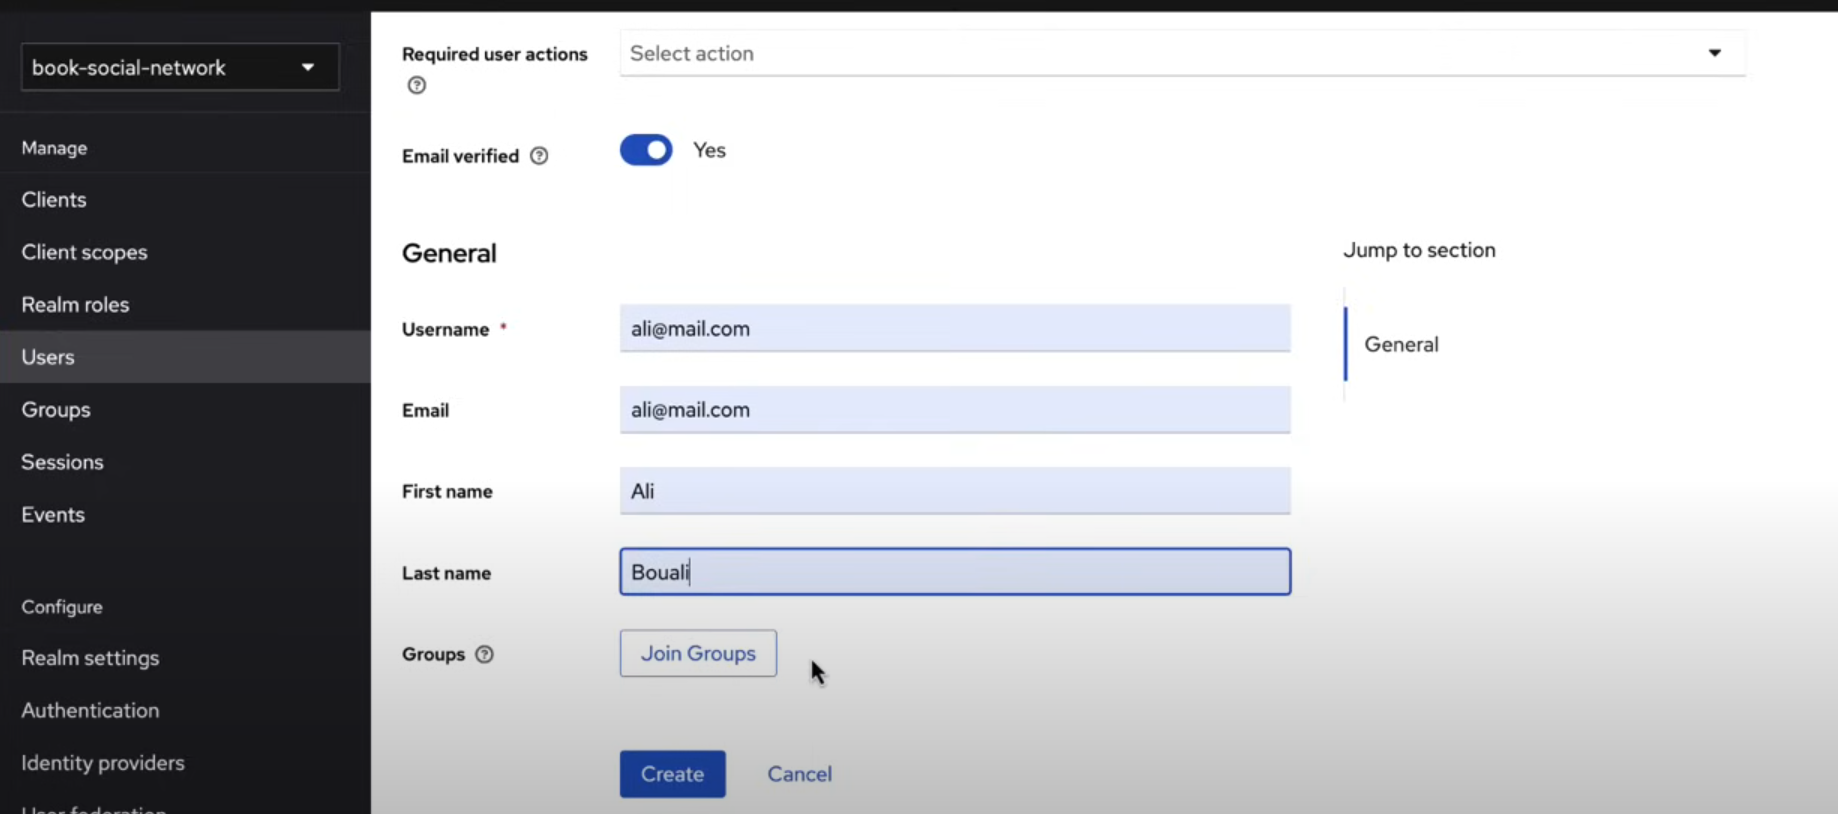 book-social-network
Manage
Clients
Client scopes
Realm roles
Users
Groups
Sessions
Events
Configure
Realm settings
Authentication
Identity providers
User federation
Required user actions
Select action
Email verified
Yes
General
Jump to section
General
Username *
ali@mail.com
Email
ali@mail.com
First name
Ali
Last name
Bouali
Groups
Join Groups
Create
Cancel